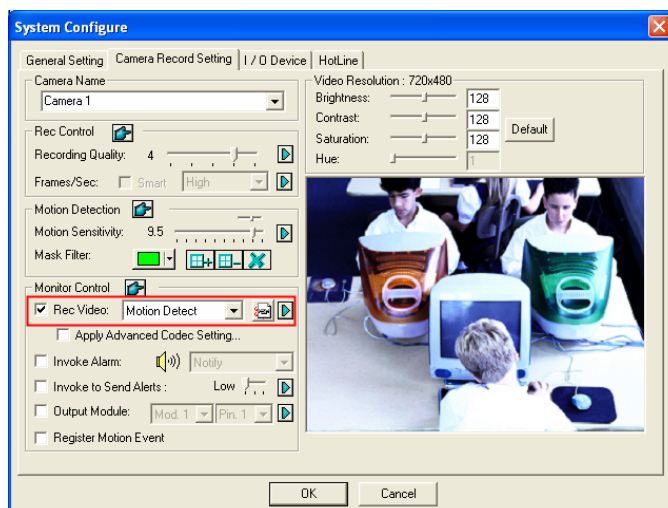 System Configure
General Setting
Camera Record Setting
I / O Device
HotLine
Camera Name
Camera 1
Rec Control
Recording Quality: 4
Frames/Sec: Smart High
Motion Detection
Motion Sensitivity: 9.5
Mask Filter:
Monitor Control
Rec Video: Motion Detect
Apply Advanced Codec Setting...
Invoke Alarm: Notify
Invoke to Send Alerts : Low
Output Module: Mod. 1 Pin. 1
Register Motion Event
Video Resolution : 720x480
Brightness: 128
Contrast: 128
Saturation: 128
Default
Hue: 1
OK
Cancel